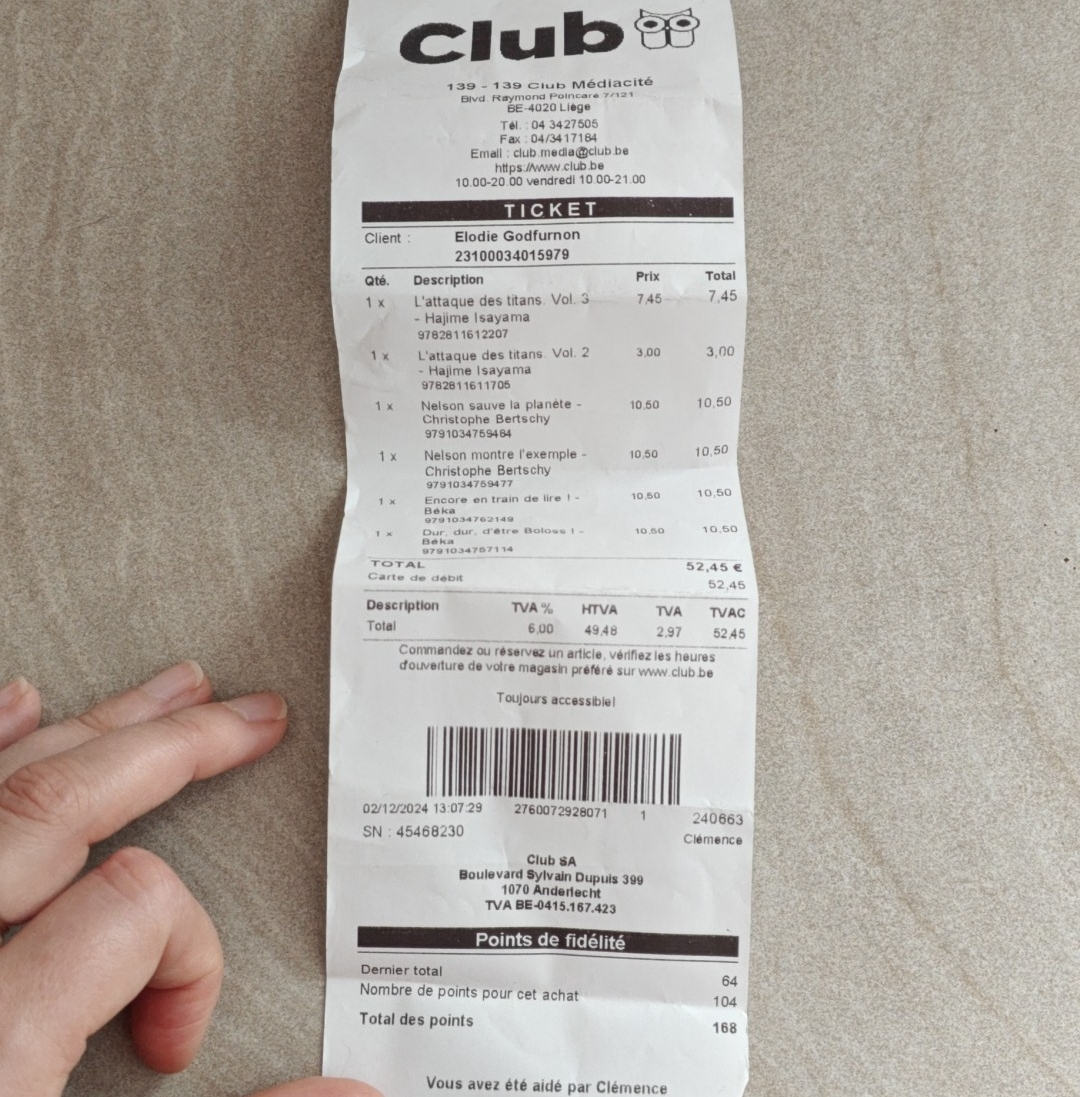 Club
139 - 139 Club Médiacité
Blvd. Raymond Poincaré 7/121
BE-4020 Liège
Tél. : 04 3427505
Fax : 04/3417184
Email : club.media@club.be
https://www.club.be
10.00-20.00 vendredi 10.00-21.00
TICKET
Client : Elodie Godfurnon
23100034015979
Qté. Description Prix Total
1 x L'attaque des titans. Vol. 3 7,45 7,45
- Hajime Isayama
9782811612207
1 x L'attaque des titans. Vol. 2 3,00 3,00
- Hajime Isayama
9782811611705
1 x Nelson sauve la planète - 10,50 10,50
Christophe Bertschy
9791034759484
1 x Nelson montre l'exemple - 10,50 10,50
Christophe Bertschy
9791034759477
1 x Encore en train de lire ! - 10,50 10,50
Béka
9791034762149
1 x Dur, dur, d'être Boloss ! - 10,50 10,50
Béka
9791034757114
TOTAL 52,45 €
Carte de débit 52,45
Description TVA % HTVA TVA TVAC
Total 6,00 49,48 2,97 52,45
Commandez ou réservez un article, vérifiez les heures
d'ouverture de votre magasin préféré sur www.club.be
Toujours accessible!
02/12/2024 13:07:29 2760072928071 1 240663
SN : 45468230 Clémence
Club SA
Boulevard Sylvain Dupuis 399
1070 Anderlecht
TVA BE-0415.167.423
Points de fidélité
Dernier total 64
Nombre de points pour cet achat 104
Total des points 168
Vous avez été aidé par Clémence